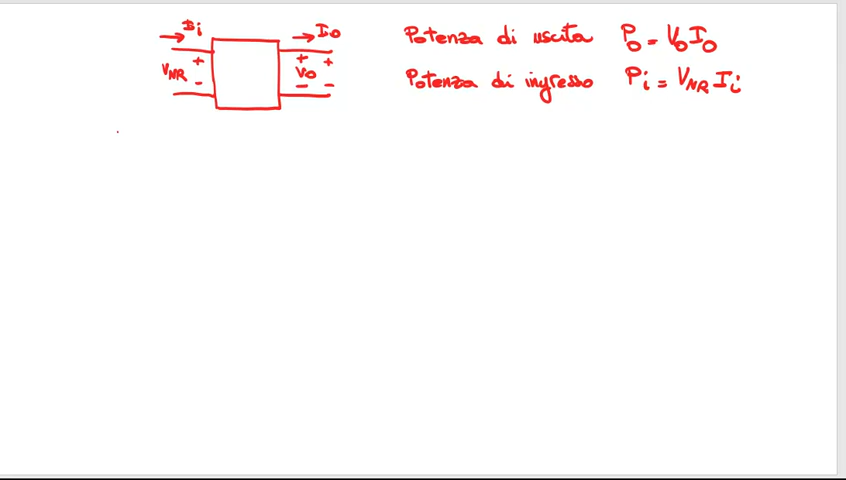 Ii Io Potenza di uscita Po = VoIo
VNR + - Vo + - + - Potenza di ingresso Pi = VNR Ii